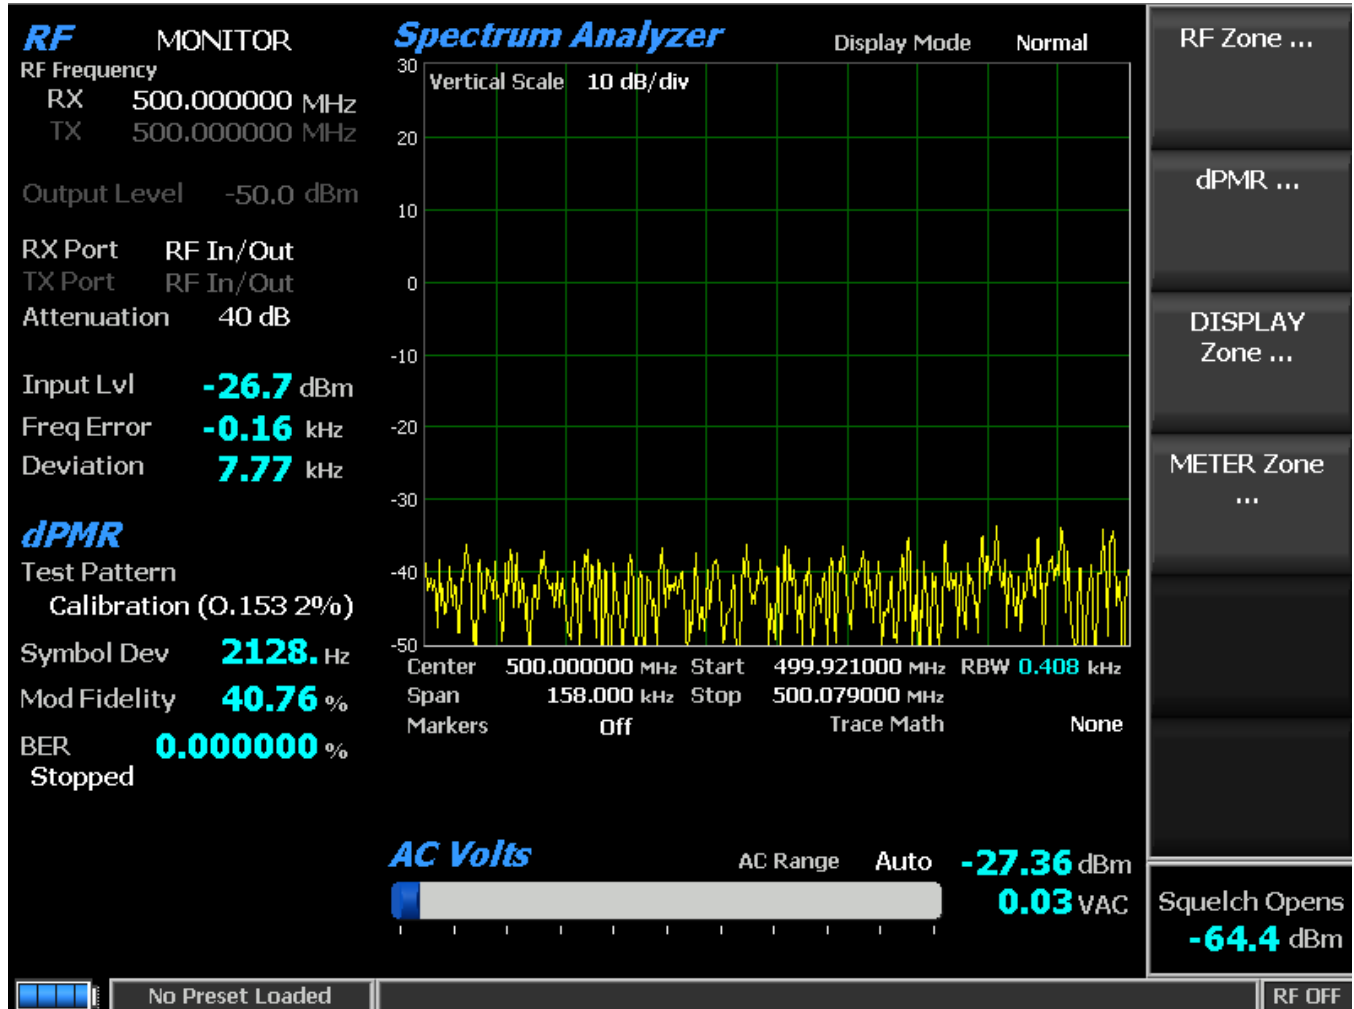 RF MONITOR
RF Frequency
RX 500.000000 MHz
TX 500.000000 MHz
Output Level -50.0 dBm
RX Port RF In/Out
TX Port RF In/Out
Attenuation 40 dB
Input Lvl -26.7 dBm
Freq Error -0.16 kHz
Deviation 7.77 kHz
dPMR
Test Pattern
Calibration (O.153 2%)
Symbol Dev 2128. Hz
Mod Fidelity 40.76 %
BER 0.000000 %
Stopped
Spectrum Analyzer Display Mode Normal
Vertical Scale 10 dB/div
30
20
10
0
-10
-20
-30
-40
-50
Center 500.000000 MHz Start 499.921000 MHz RBW 0.408 kHz
Span 158.000 kHz Stop 500.079000 MHz
Markers Off Trace Math None
AC Volts AC Range Auto -27.36 dBm
0.03 VAC
RF Zone ...
dPMR ...
DISPLAY
Zone ...
METER Zone
...
Squelch Opens
-64.4 dBm
No Preset Loaded
RF OFF